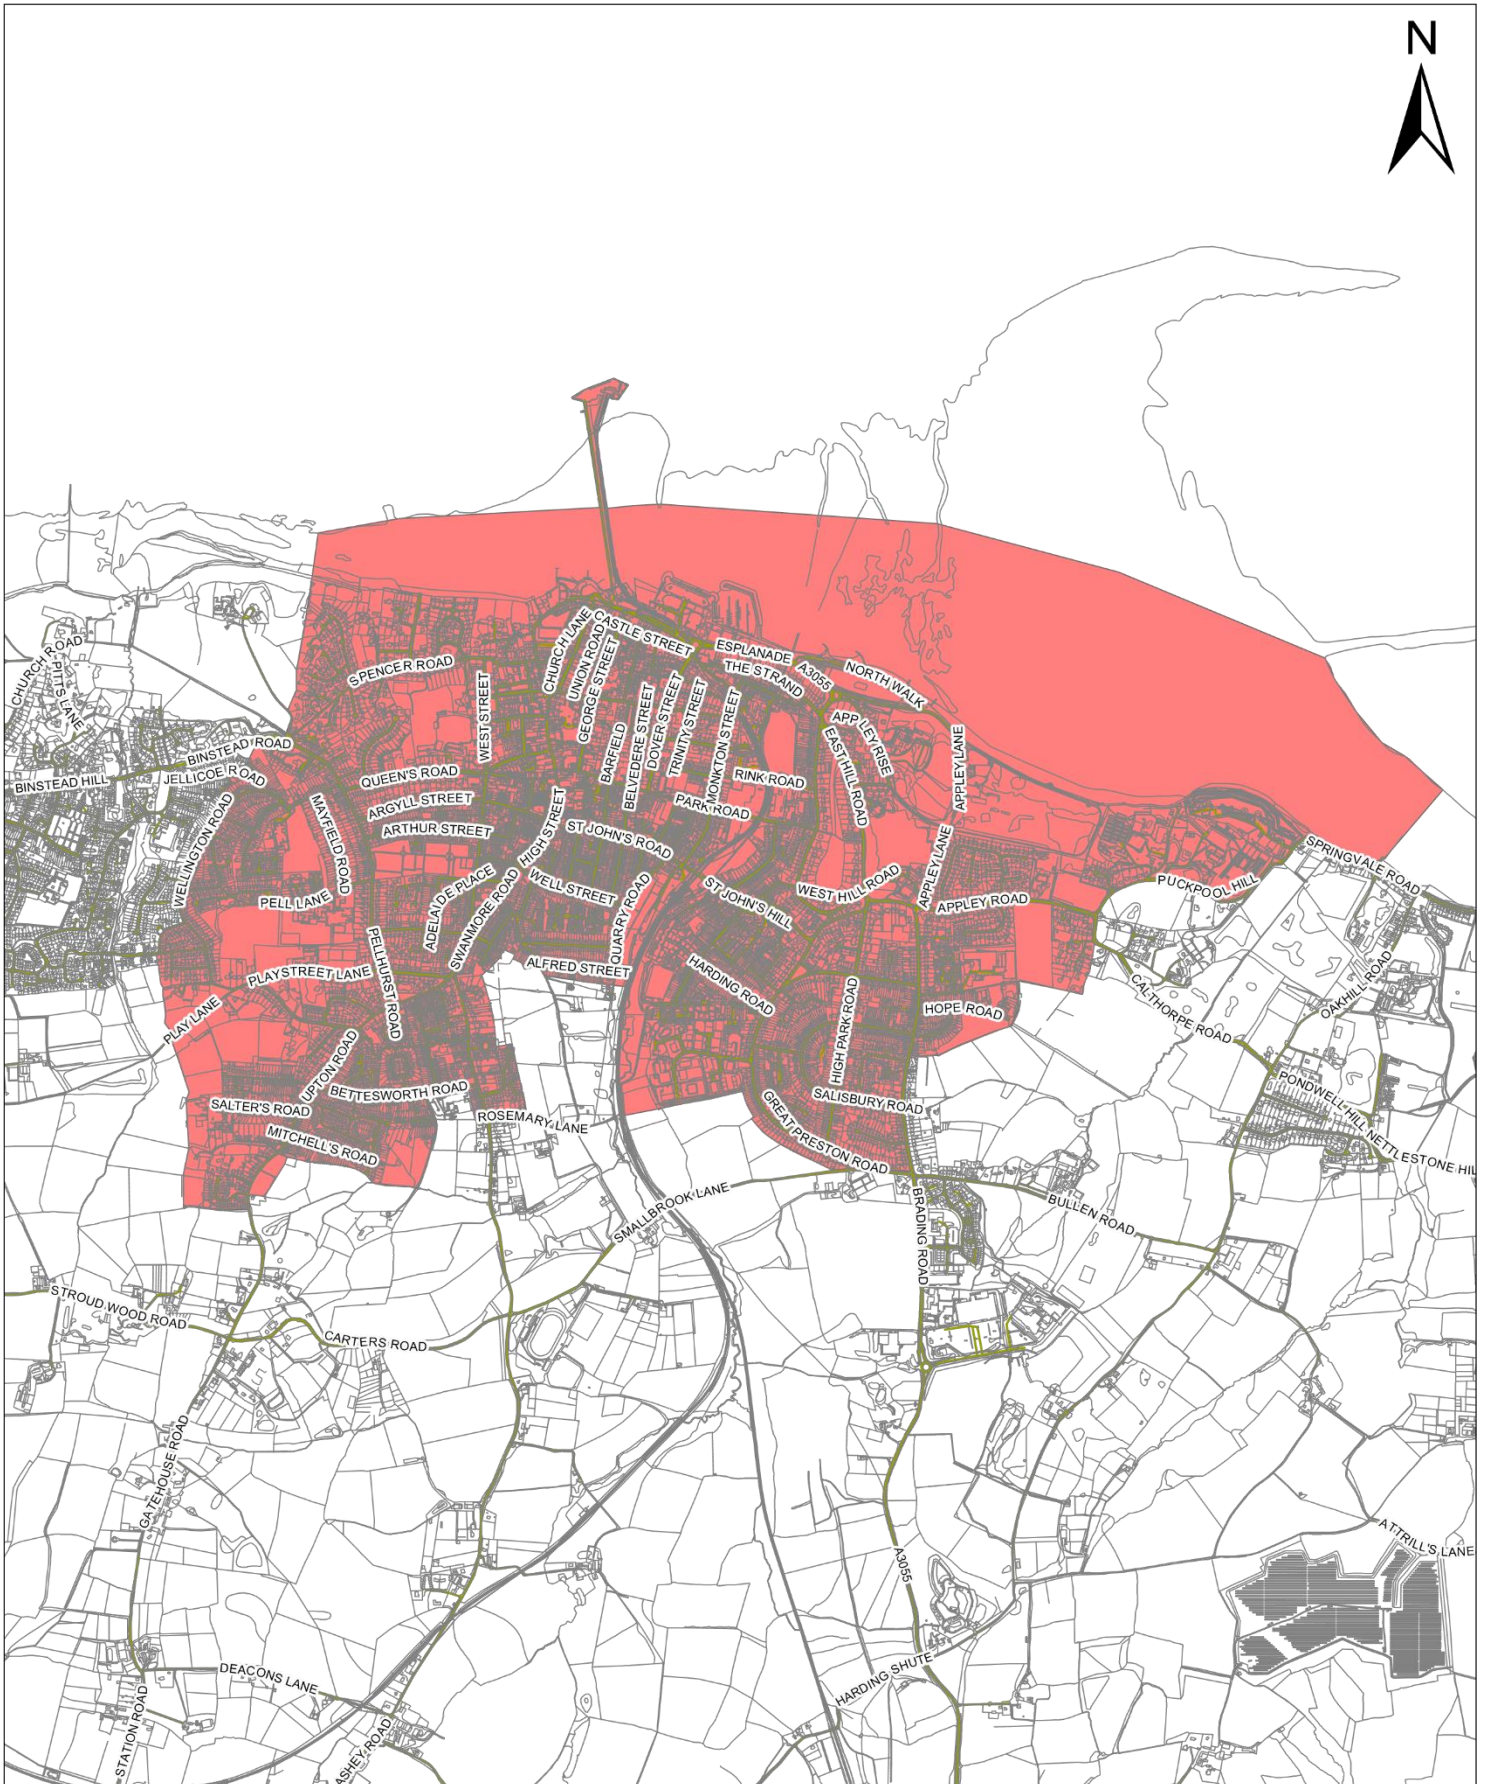 N
CHURCH ROAD
PITTS LANE
BINSTEAD ROAD
BINSTEAD HILL
JELLICOE ROAD
WELLINGTON ROAD
SPENCER ROAD
WEST STREET
CHURCH LANE
UNION ROAD
CASTLE STREET
GEORGE STREET
ESPLANADE
THE STRAND
A3055
NORTH WALK
QUEEN'S ROAD
ARGYLL STREET
ARTHUR STREET
MAYFIELD ROAD
BARFIELD
BELVEDERE STREET
DOVER STREET
TRINITY STREET
MONKTON STREET
RINK ROAD
PARK ROAD
APPLEY RISE
EAST HILL ROAD
APPLEY LANE
HIGH STREET
ST JOHN'S ROAD
WELL STREET
PELL LANE
ADELAIDE PLACE
SWANMORE ROAD
QUARRY ROAD
ST JOHN'S HILL
WEST HILL ROAD
APPLEY LANE
APPLEY ROAD
PUCKPOOL HILL
SPRINGVALE ROAD
PLAYSTREET LANE
PELLHURST ROAD
ALFRED STREET
HARDING ROAD
PLAY LANE
UPTON ROAD
BETTESWORTH ROAD
SALTER'S ROAD
MITCHELL'S ROAD
ROSEMARY LANE
HIGH PARK ROAD
HOPE ROAD
SALISBURY ROAD
GREAT PRESTON ROAD
CALTHORPE ROAD
OAKHILL ROAD
PONDWELL HILL
NETTLESTONE HIL
SMALLBROOK LANE
BRADING ROAD
BULLEN ROAD
STROUD WOOD ROAD
CARTERS ROAD
GATEHOUSE ROAD
A3055
ATTRILL'S LANE
DEACONS LANE
HARDING SHUTE
STATION ROAD
ASHEY ROAD